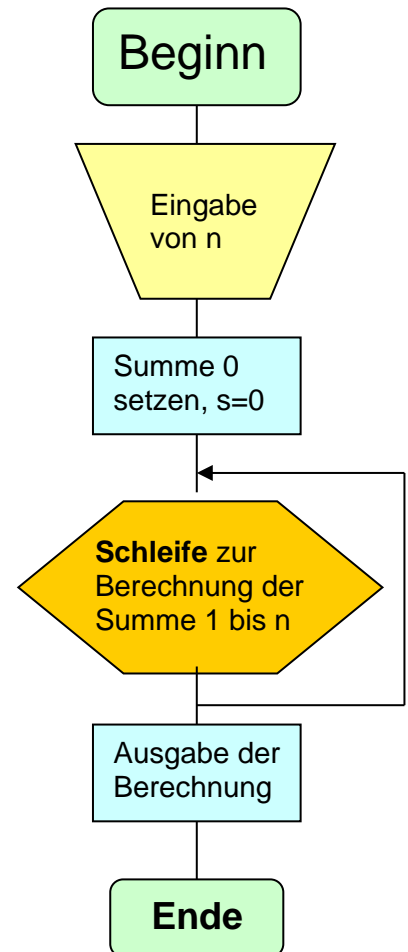 Beginn
Eingabe
von n
Summe 0
setzen, s=0
Schleife zur
Berechnung der
Summe 1 bis n
Ausgabe der
Berechnung
Ende